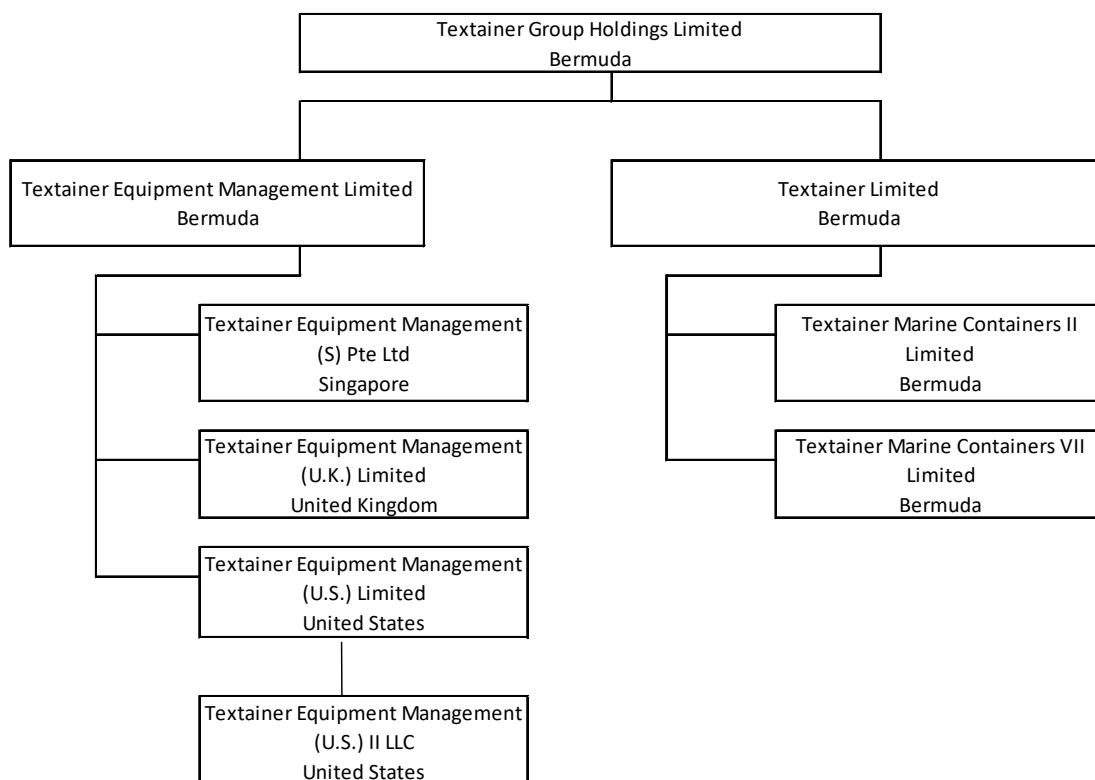 Textainer Group Holdings Limited
Bermuda
Textainer Equipment Management Limited
Bermuda
Textainer Limited
Bermuda
Textainer Equipment Management
(S) Pte Ltd
Singapore
Textainer Marine Containers II
Limited
Bermuda
Textainer Equipment Management
(U.K.) Limited
United Kingdom
Textainer Marine Containers VII
Limited
Bermuda
Textainer Equipment Management
(U.S.) Limited
United States
Textainer Equipment Management
(U.S.) II LLC
United States